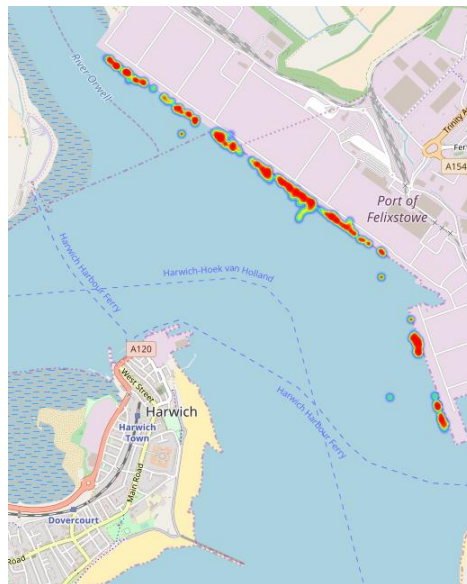 River Orwell
Trinity A
Fer
A154
Port of
Felixstowe
Harwich Harbour Ferry
Harwich-Hoek van Holland
A120
West Street
Harwich
Harwich
Town
Main Road
Harwich Harbour Ferry
Dovercourt
Road